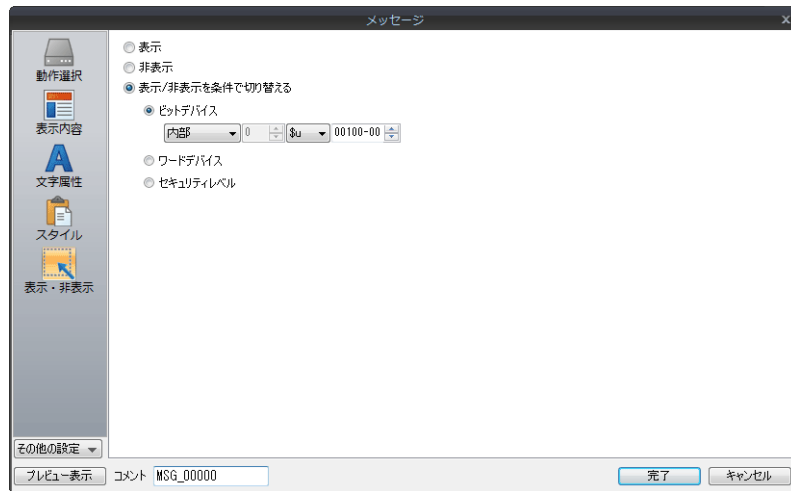 メッセージ
x
動作選択
表示内容
文字属性
スタイル
表示・非表示
その他の設定
表示
非表示
表示/非表示を条件で切り替える
ビットデバイス
内部 0 $u 00100-00
ワードデバイス
セキュリティレベル
プレビュー表示 コメント MSG_00000 完了 キャンセル